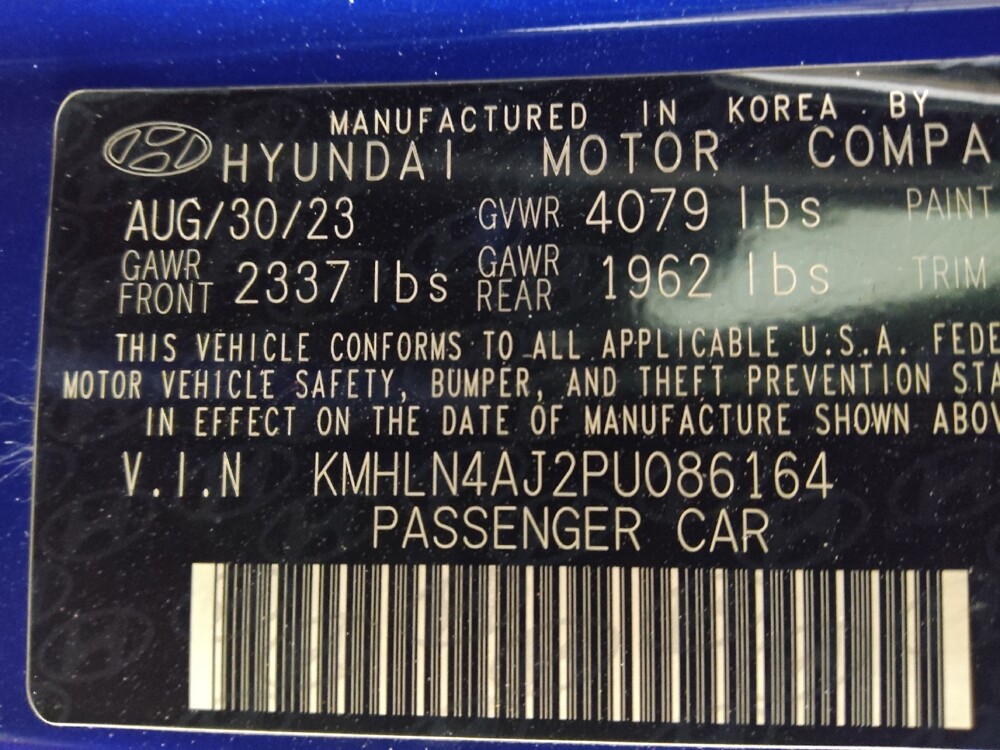 MANUFACTURED IN KOREA BY
HYUNDAI MOTOR COMPA
AUG/30/23 GVWR 4079 lbs PAINT
GAWR FRONT 2337 lbs GAWR REAR 1962 lbs TRIM
THIS VEHICLE CONFORMS TO ALL APPLICABLE U.S.A. FEDE
MOTOR VEHICLE SAFETY, BUMPER, AND THEFT PREVENTION STA
IN EFFECT ON THE DATE OF MANUFACTURE SHOWN ABOV
V.I.N KMHLN4AJ2PU086164
PASSENGER CAR